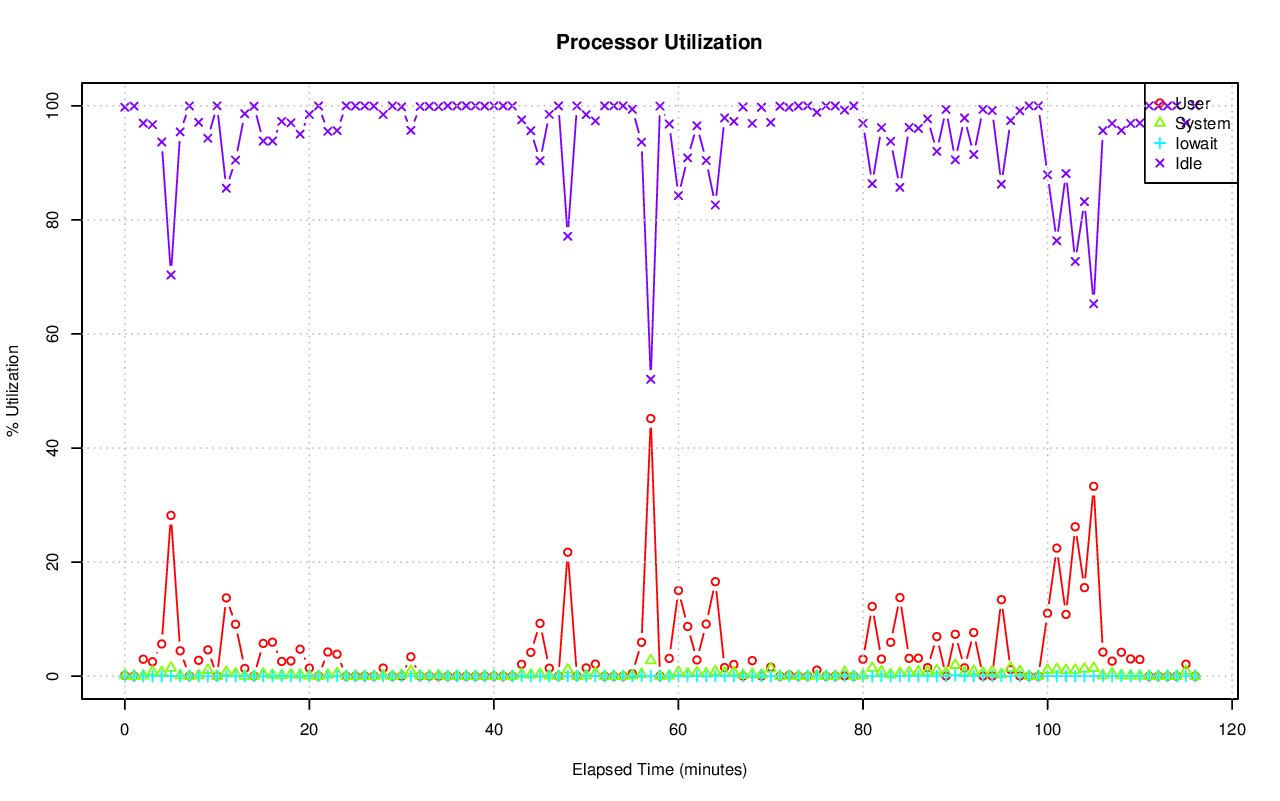 Processor Utilization
% Utilization
100
80
60
40
20
0
User
System
Iowait
Idle
0 20 40 60 80 100 120
Elapsed Time (minutes)